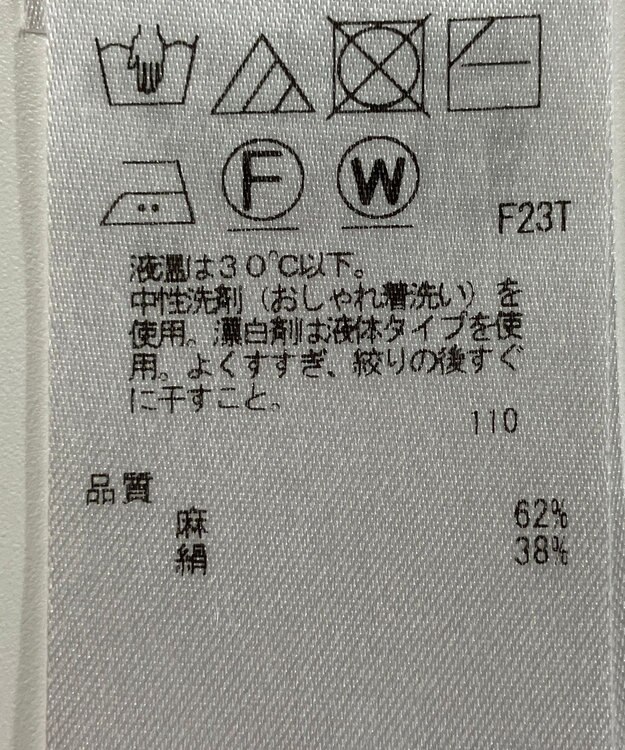 F W F23T
液温は30℃以下。
中性洗剤（おしゃれ着洗い）を
使用。漂白剤は液体タイプを使
用。よくすすぎ、絞りの後すぐ
に干すこと。
110
品質
麻 62%
絹 38%